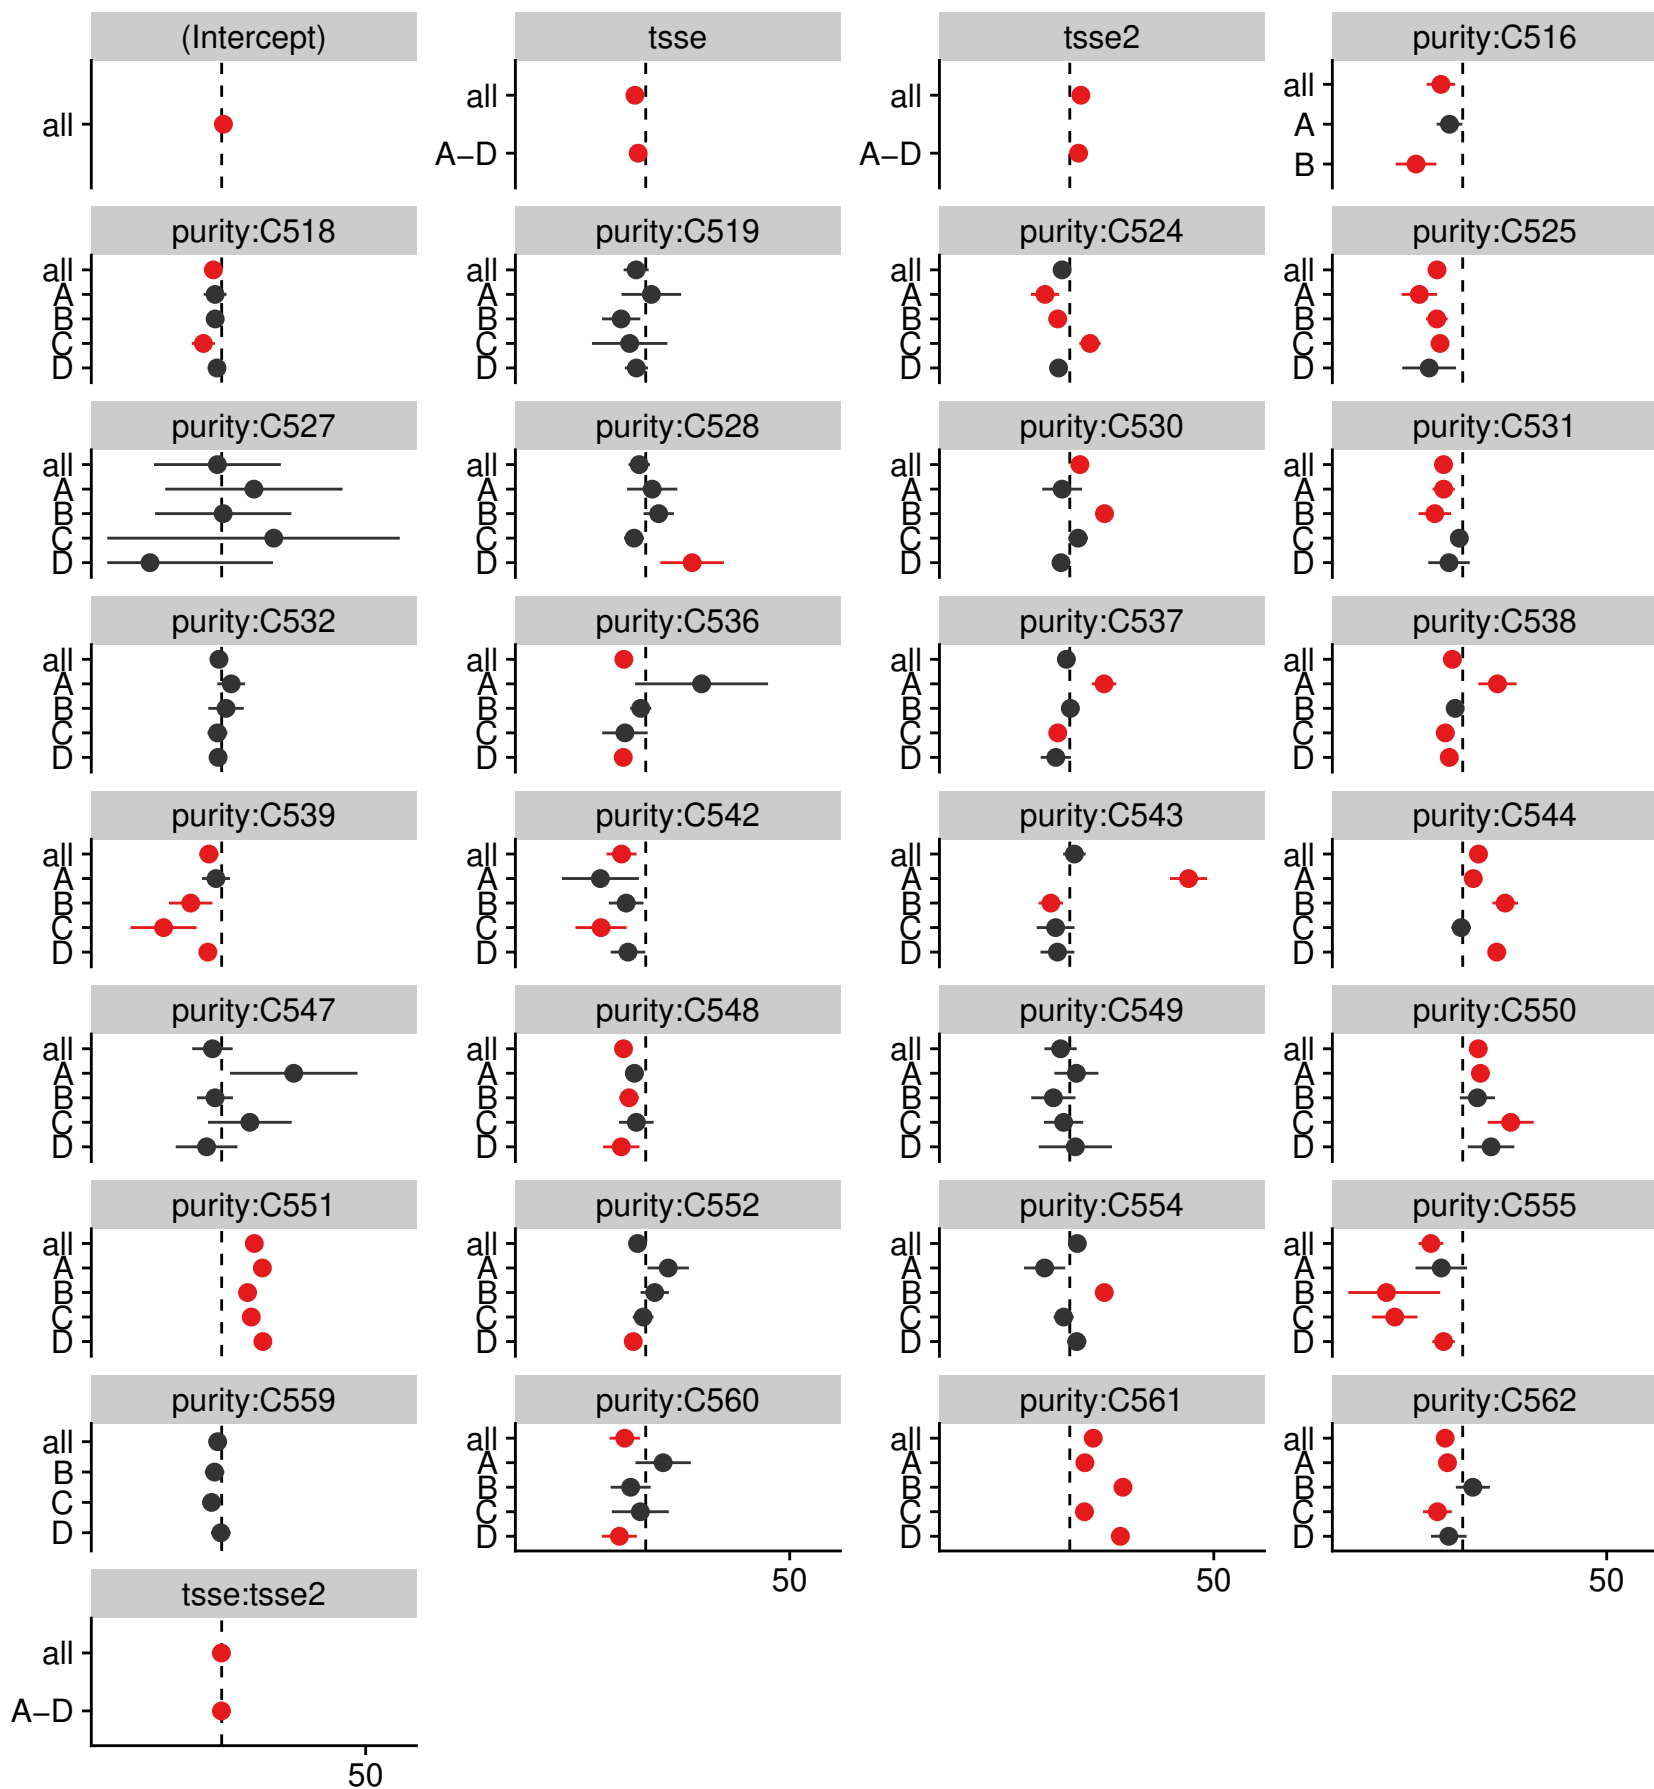 (Intercept)
tsse
tsse2
purity:C516
all
all
A−D
all
A−D
all
A
B
purity:C518
purity:C519
purity:C524
purity:C525
all
A
B
C
D
all
A
B
C
D
all
A
B
C
D
all
A
B
C
D
purity:C527
purity:C528
purity:C530
purity:C531
all
A
B
C
D
all
A
B
C
D
all
A
B
C
D
all
A
B
C
D
purity:C532
purity:C536
purity:C537
purity:C538
all
A
B
C
D
all
A
B
C
D
all
A
B
C
D
all
A
B
C
D
purity:C539
purity:C542
purity:C543
purity:C544
all
A
B
C
D
all
A
B
C
D
all
A
B
C
D
all
A
B
C
D
purity:C547
purity:C548
purity:C549
purity:C550
all
A
B
C
D
all
A
B
C
D
all
A
B
C
D
all
A
B
C
D
purity:C551
purity:C552
purity:C554
purity:C555
all
A
B
C
D
all
A
B
C
D
all
A
B
C
D
all
A
B
C
D
purity:C559
purity:C560
purity:C561
purity:C562
all
B
C
D
all
A
B
C
D
all
A
B
C
D
all
A
B
C
D
50
50
50
tsse:tsse2
all
A−D
50